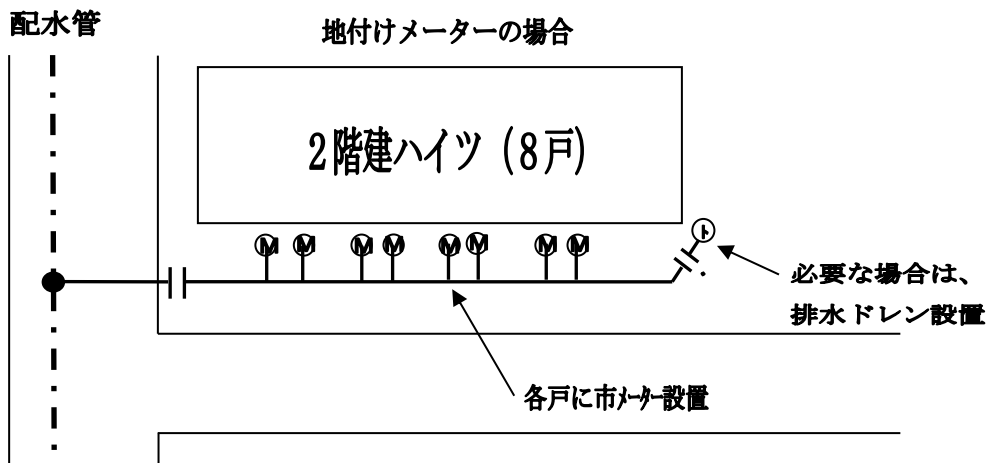 配水管
地付けメーターの場合
2階建ハイツ（8戸）
M M M M M M M M
ト
必要な場合は、
排水ドレン設置
各戸に市メーター設置